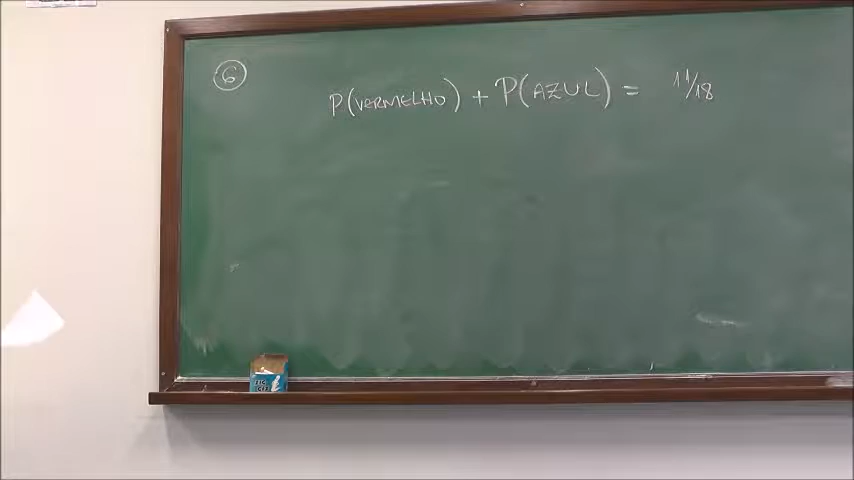 6
P(VERMELHO) + P(AZUL) = 11/18